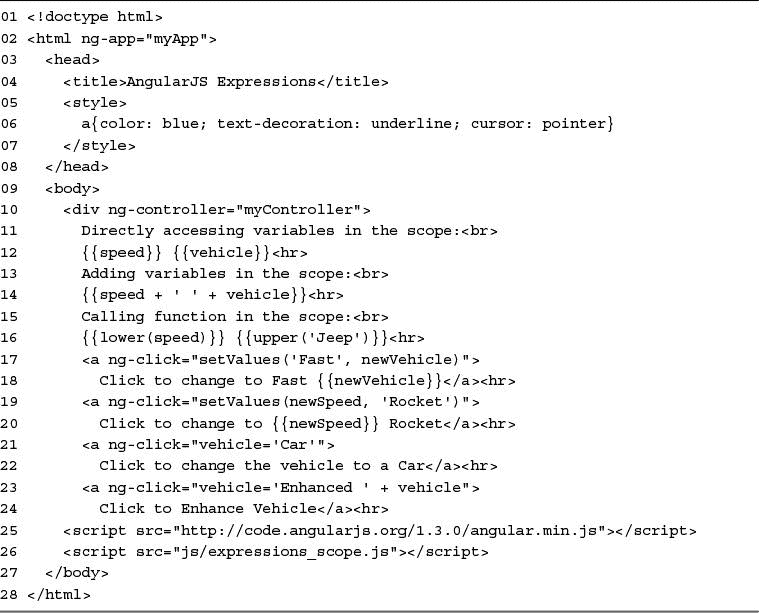 01 <!doctype html>
02 <html ng-app="myApp">
03   <head>
04     <title>AngularJS Expressions</title>
05     <style>
06       a{color: blue; text-decoration: underline; cursor: pointer}
07     </style>
08   </head>
09   <body>
10     <div ng-controller="myController">
11       Directly accessing variables in the scope:<br>
12       {{speed}} {{vehicle}}<hr>
13       Adding variables in the scope:<br>
14       {{speed + ' ' + vehicle}}<hr>
15       Calling function in the scope:<br>
16       {{lower(speed)}} {{upper('Jeep')}}<hr>
17       <a ng-click="setValues('Fast', newVehicle)">
18         Click to change to Fast {{newVehicle}}</a><hr>
19       <a ng-click="setValues(newSpeed, 'Rocket')">
20         Click to change to {{newSpeed}} Rocket</a><hr>
21       <a ng-click="vehicle='Car'">
22         Click to change the vehicle to a Car</a><hr>
23       <a ng-click="vehicle='Enhanced ' + vehicle">
24         Click to Enhance Vehicle</a><hr>
25     <script src="http://code.angularjs.org/1.3.0/angular.min.js"></script>
26     <script src="js/expressions_scope.js"></script>
27   </body>
28 </html>